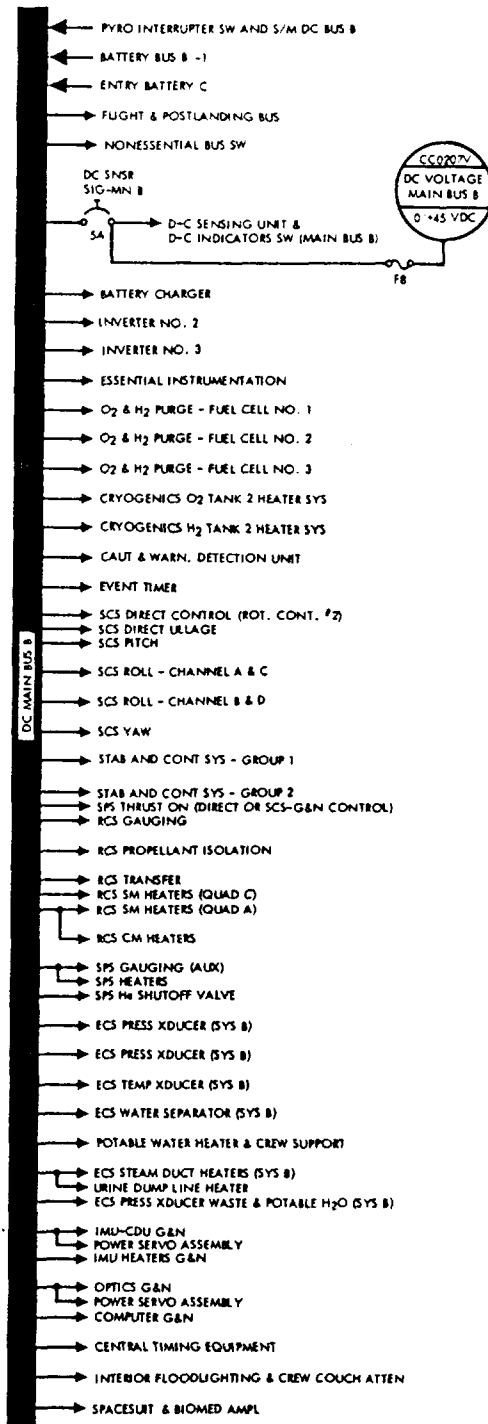 PYRO INTERRUPTER SW AND S/M DC BUS B
BATTERY BUS B -1
ENTRY BATTERY C
FLIGHT & POSTLANDING BUS
NONESSENTIAL BUS SW
DC SNSR
SIG-MN B
5A
D-C SENSING UNIT &
D-C INDICATORS SW (MAIN BUS B)
CC0207V
DC VOLTAGE
MAIN BUS B
0 +45 VDC
F8
BATTERY CHARGER
INVERTER NO. 2
INVERTER NO. 3
ESSENTIAL INSTRUMENTATION
O2 & H2 PURGE - FUEL CELL NO. 1
O2 & H2 PURGE - FUEL CELL NO. 2
O2 & H2 PURGE - FUEL CELL NO. 3
CRYOGENICS O2 TANK 2 HEATER SYS
CRYOGENICS H2 TANK 2 HEATER SYS
CAUT & WARN. DETECTION UNIT
EVENT TIMER
SCS DIRECT CONTROL (ROT. CONT. #2)
SCS DIRECT ULLAGE
SCS PITCH
DC MAIN BUS B
SCS ROLL - CHANNEL A & C
SCS ROLL - CHANNEL B & D
SCS YAW
STAB AND CONT SYS - GROUP 1
STAB AND CONT SYS - GROUP 2
SPS THRUST ON (DIRECT OR SCS-G&N CONTROL)
RCS GAUGING
RCS PROPELLANT ISOLATION
RCS TRANSFER
RCS SM HEATERS (QUAD C)
RCS SM HEATERS (QUAD A)
RCS CM HEATERS
SPS GAUGING (AUX)
SPS HEATERS
SPS He SHUTOFF VALVE
ECS PRESS XDUCER (SYS B)
ECS PRESS XDUCER (SYS B)
ECS TEMP XDUCER (SYS B)
ECS WATER SEPARATOR (SYS B)
POTABLE WATER HEATER & CREW SUPPORT
ECS STEAM DUCT HEATERS (SYS B)
URINE DUMP LINE HEATER
ECS PRESS XDUCER WASTE & POTABLE H2O (SYS B)
IMU-CDU G&N
POWER SERVO ASSEMBLY
IMU HEATERS G&N
OPTICS G&N
POWER SERVO ASSEMBLY
COMPUTER G&N
CENTRAL TIMING EQUIPMENT
INTERIOR FLOODLIGHTING & CREW COUCH ATTEN
SPACESUIT & BIOMED AMPL